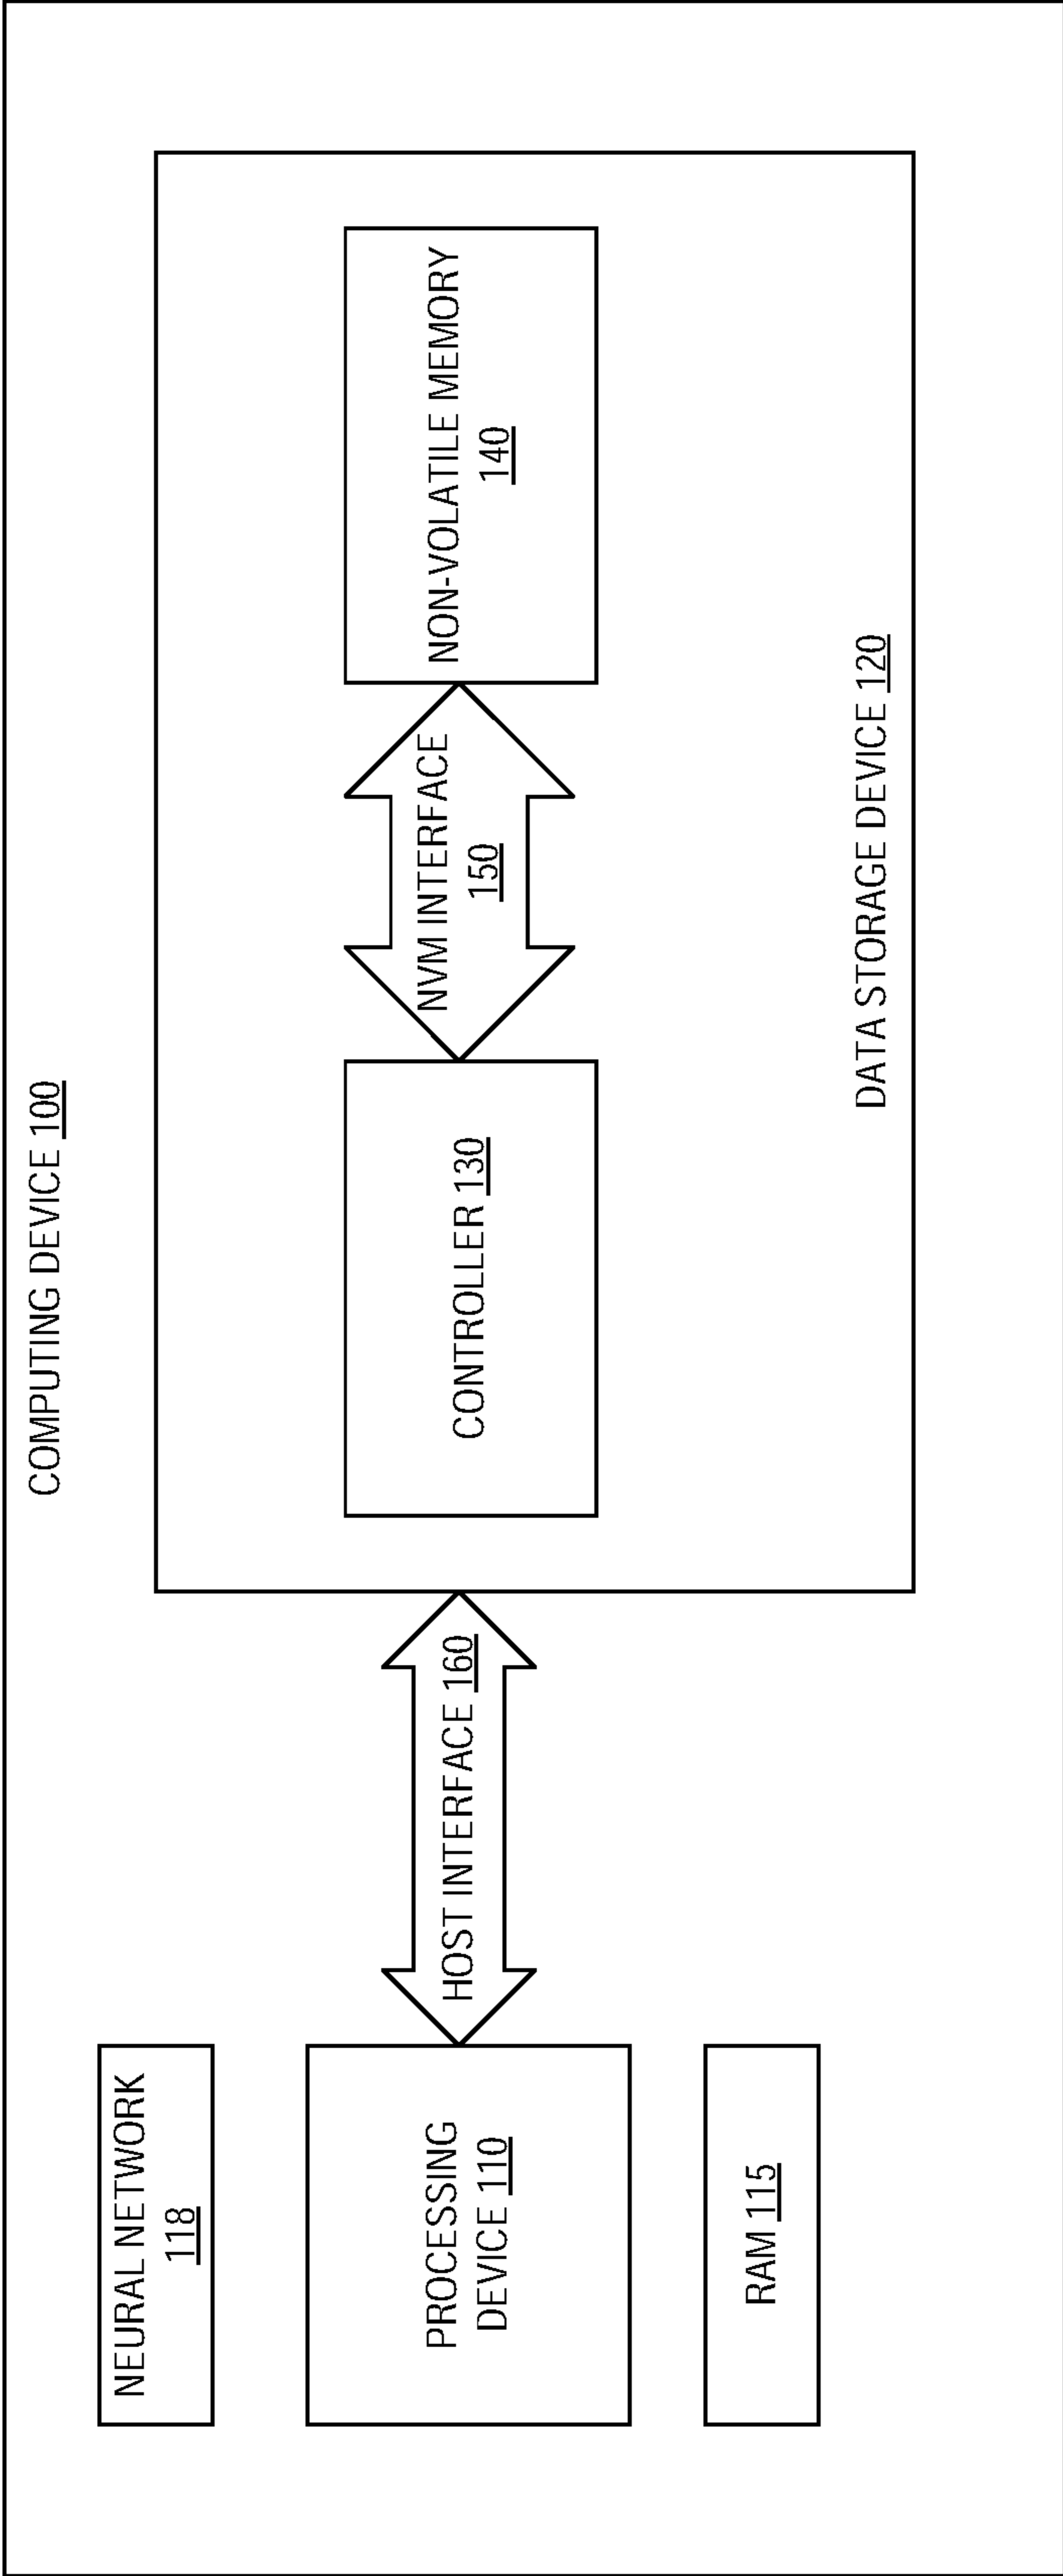 COMPUTING DEVICE 100
NEURAL NETWORK
118
PROCESSING
DEVICE 110
RAM 115
HOST INTERFACE 160
CONTROLLER 130
NVM INTERFACE
150
NON-VOLATILE MEMORY
140
DATA STORAGE DEVICE 120